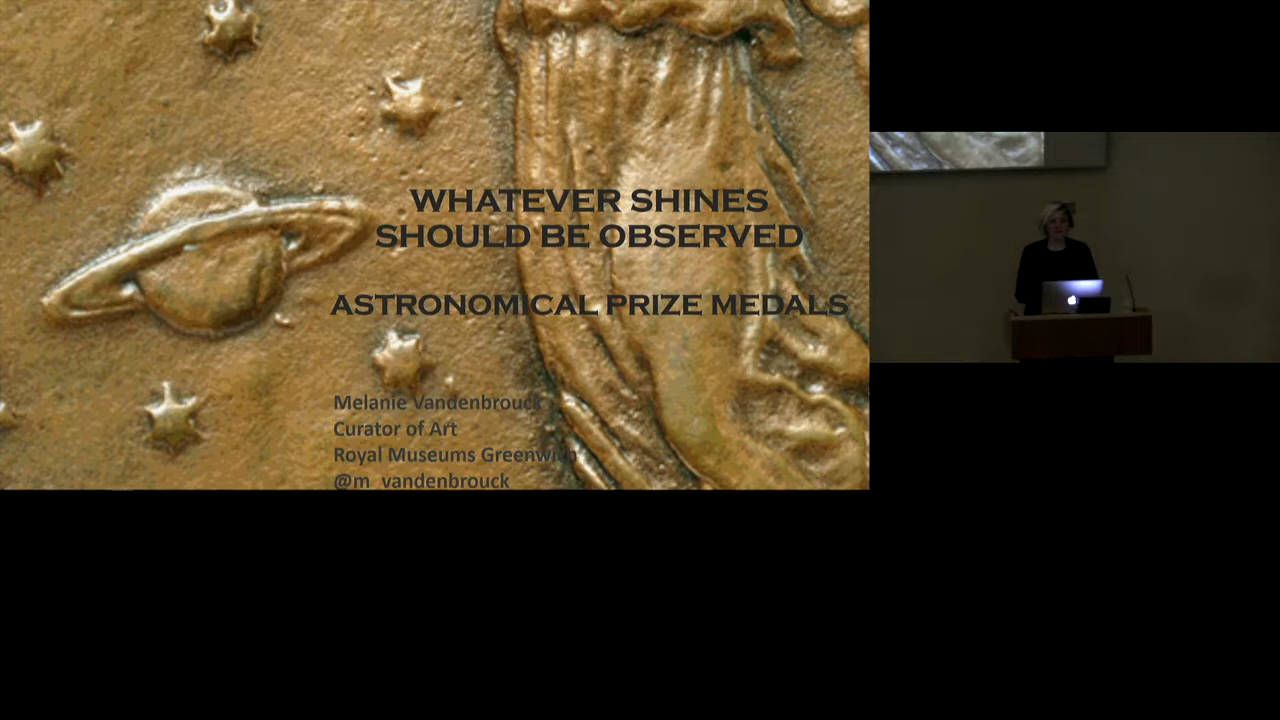 WHATEVER SHINES
SHOULD BE OBSERVED
ASTRONOMICAL PRIZE MEDALS
Melanie Vandenbrouck
Curator of Art
Royal Museums Greenwich
@m_vandenbrouck